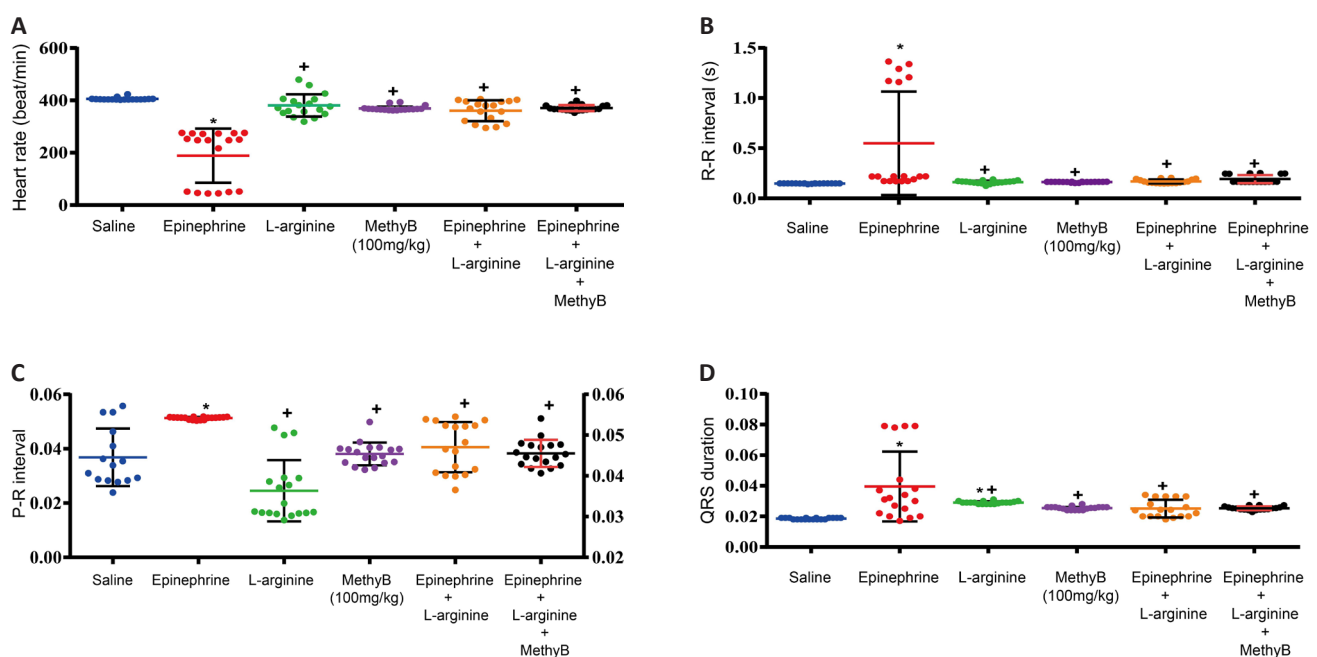 A
Heart rate (beat/min)
600
400
200
0
*
+
+
+
+
Saline
Epinephrine
L-arginine
MethyB
(100mg/kg)
Epinephrine
+
L-arginine
Epinephrine
+
L-arginine
+
MethyB
B
R-R interval (s)
1.5
1.0
0.5
0.0
*
+
+
+
+
Saline
Epinephrine
L-arginine
MethyB
(100mg/kg)
Epinephrine
+
L-arginine
Epinephrine
+
L-arginine
+
MethyB
C
P-R interval
0.06
0.04
0.02
0.00
*
+
+
+
+
0.06
0.05
0.04
0.03
0.02
Saline
Epinephrine
L-arginine
MethyB
(100mg/kg)
Epinephrine
+
L-arginine
Epinephrine
+
L-arginine
+
MethyB
D
QRS duration
0.10
0.08
0.06
0.04
0.02
0.00
*
*+
+
+
+
Saline
Epinephrine
L-arginine
MethyB
(100mg/kg)
Epinephrine
+
L-arginine
Epinephrine
+
L-arginine
+
MethyB